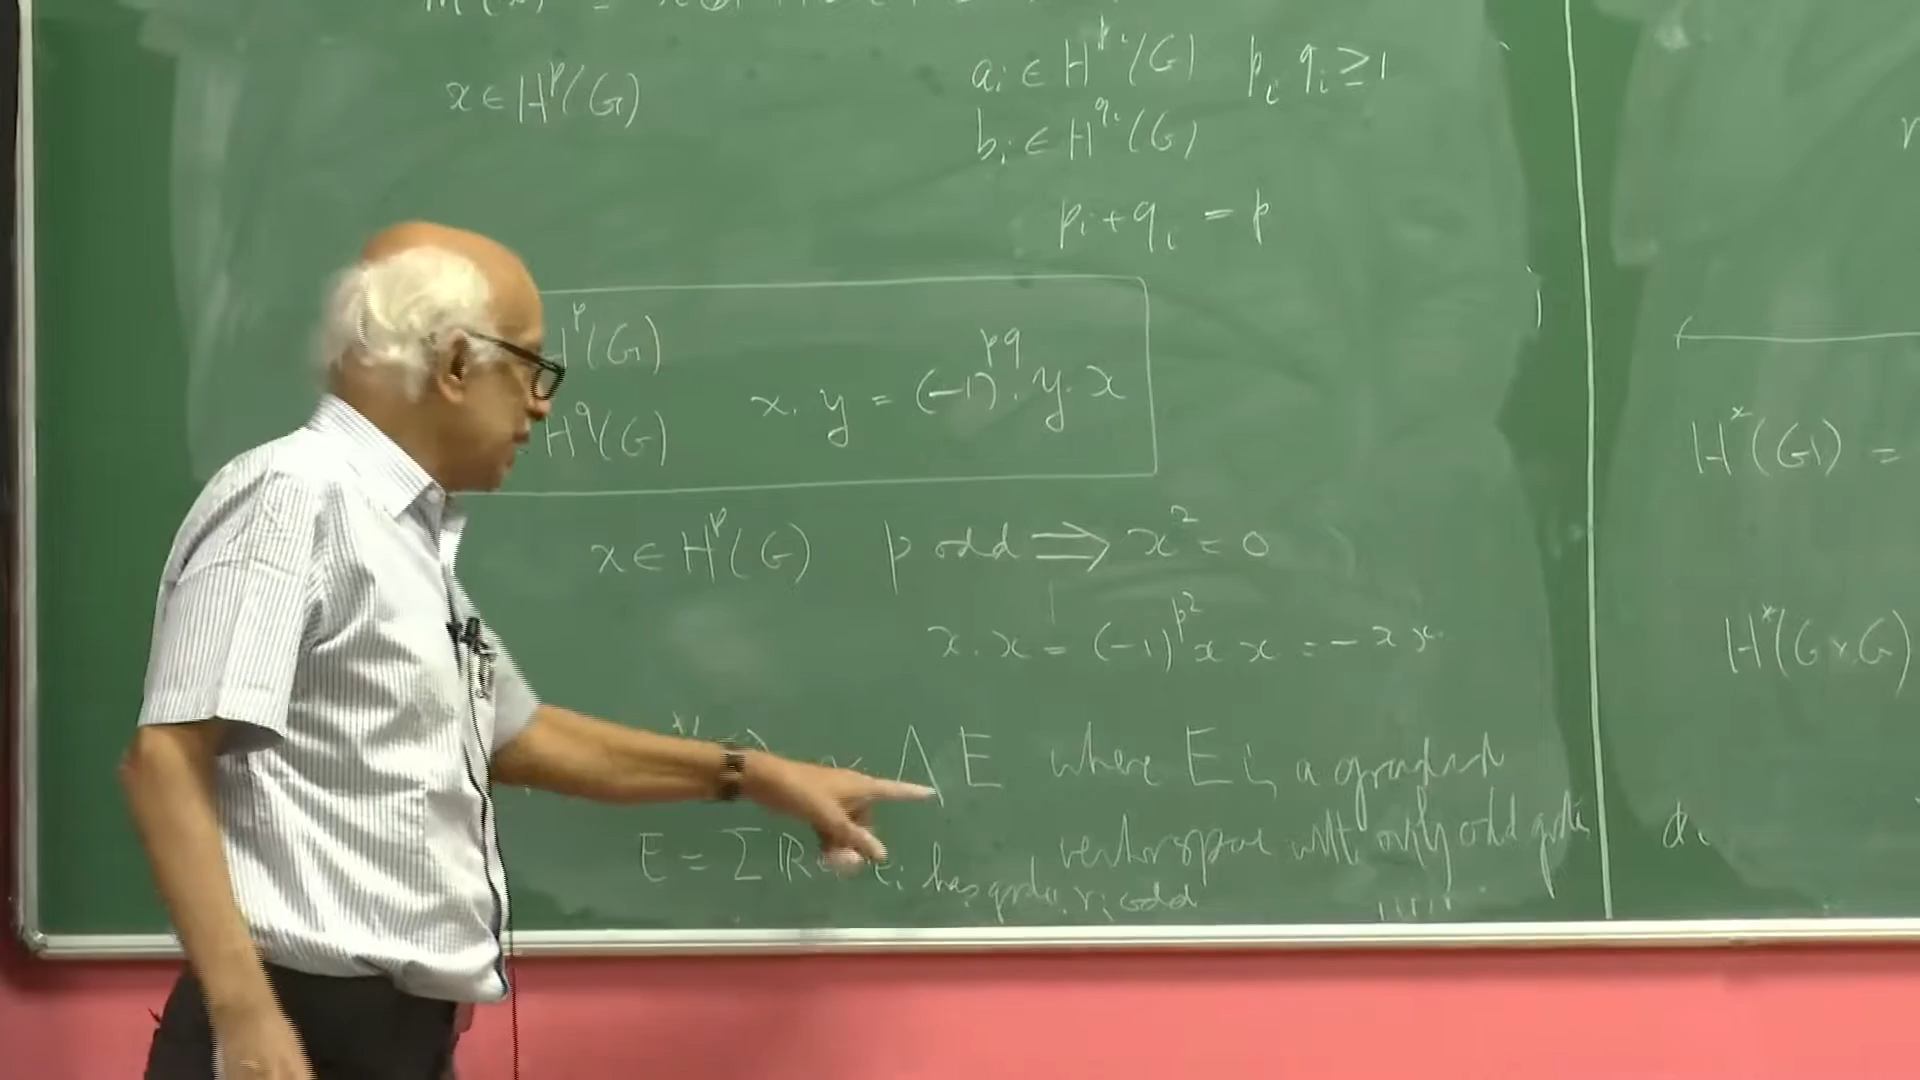 x ∈ H^p(G)
a_i ∈ H^{p_i}(G) p_i q_i ≥ 1
b_i ∈ H^{q_i}(G)
p_i + q_i = p
H^p(G)
H^q(G)
x. y = (-1)^{pq}. y. x
x ∈ H^p(G) p odd ⟹ x^2 = 0
x. x = (-1)^{p^2} x x = - x x.
Λ E where E is a graded
vector space with only odd
E = Σ R e_i has grade r_i odd
H^*(G) =
H^*(G × G)